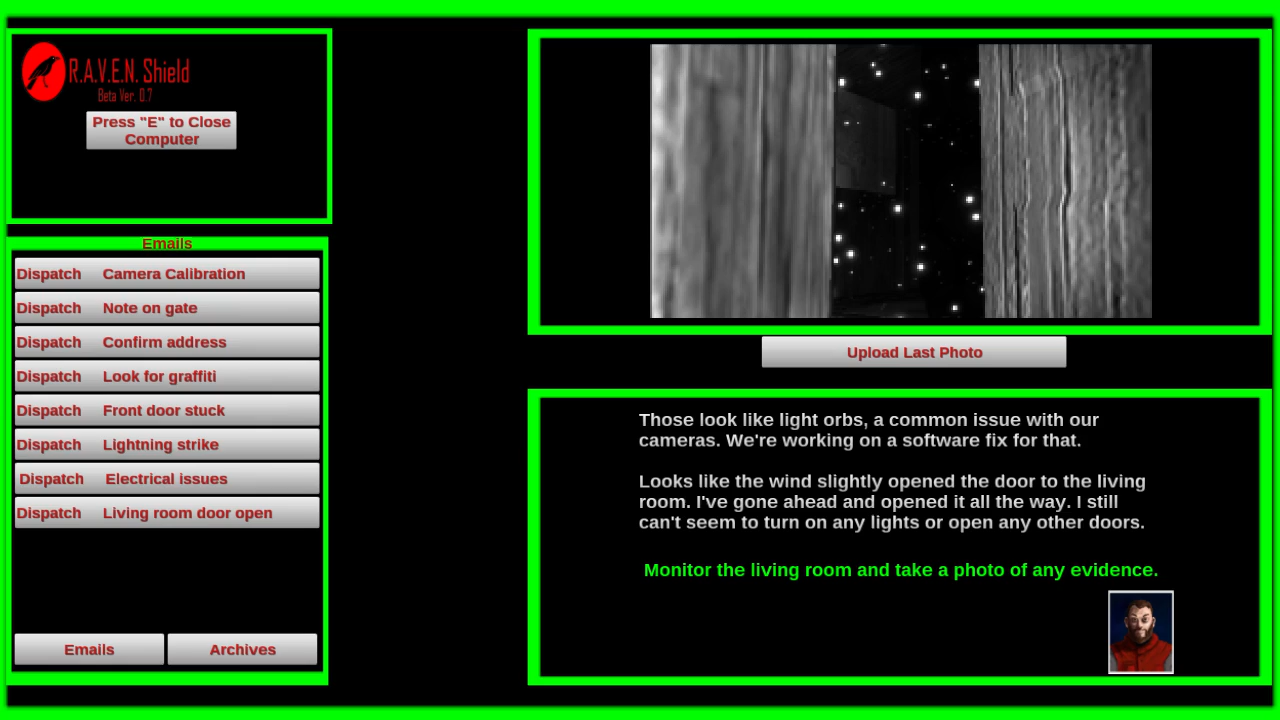 R.A.V.E.N. Shield
Beta Ver. 0.7
Press "E" to Close
Computer
Emails
Dispatch Camera Calibration
Dispatch Note on gate
Dispatch Confirm address
Dispatch Look for graffiti
Dispatch Front door stuck
Dispatch Lightning strike
Dispatch Electrical issues
Dispatch Living room door open
Emails Archives
Upload Last Photo
Those look like light orbs, a common issue with our
cameras. We're working on a software fix for that.
Looks like the wind slightly opened the door to the living
room. I've gone ahead and opened it all the way. I still
can't seem to turn on any lights or open any other doors.
Monitor the living room and take a photo of any evidence.